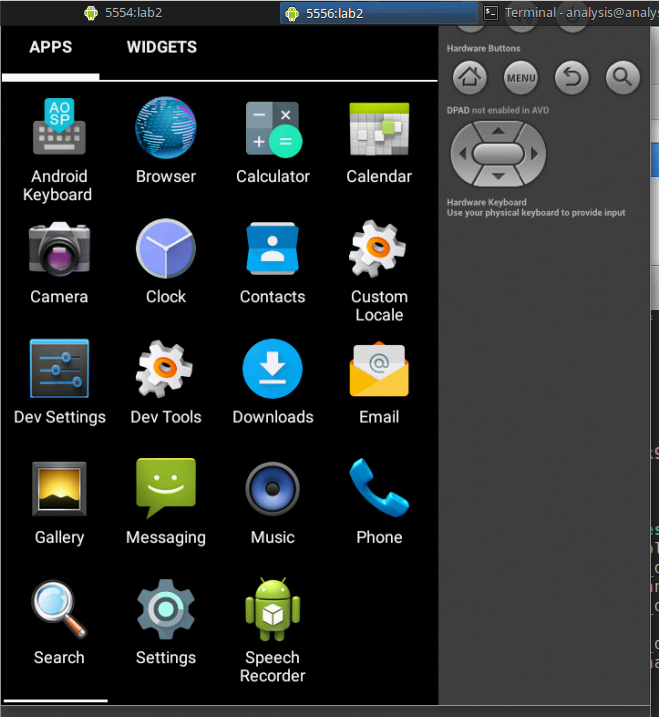 5554:lab2
5556:lab2
Terminal - analysis@analys
APPS
WIDGETS
Hardware Buttons
MENU
DPAD not enabled in AVD
Hardware Keyboard
Use your physical keyboard to provide input
AO
SP
Android
Keyboard
Browser
Calculator
Calendar
Camera
Clock
Contacts
Custom
Locale
Dev Settings
Dev Tools
Downloads
@
Email
Gallery
Messaging
Music
Phone
Search
Settings
Speech
Recorder